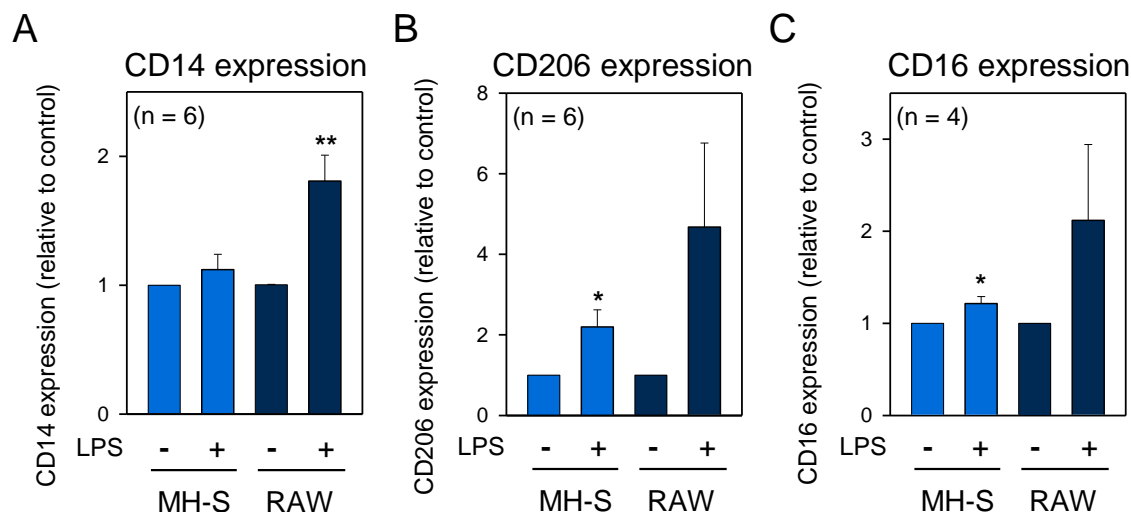 A
CD14 expression
CD14 expression (relative to control)
(n = 6)
2
1
0
**
LPS - + - +
MH-S RAW
B
CD206 expression
CD206 expression (relative to control)
(n = 6)
8
6
4
2
0
*
- + - +
MH-S RAW
C
CD16 expression
CD16 expression (relative to control)
(n = 4)
3
2
1
0
*
LPS - + - +
MH-S RAW